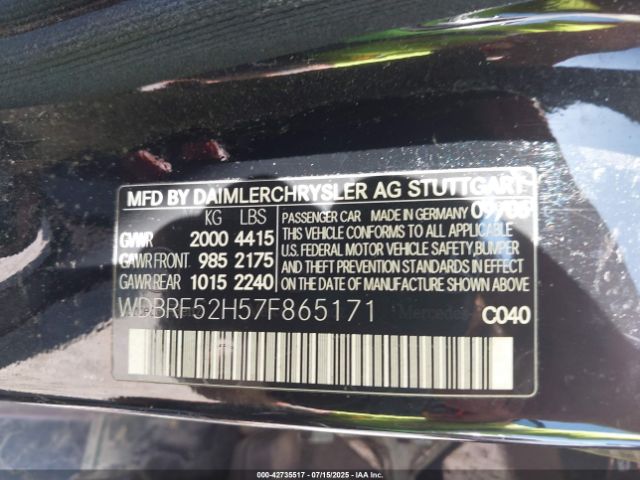 MFD BY DAIMLERCHRYSLER AG STUTTGART
KG LBS
GVWR 2000 4415
GAWR FRONT 985 2175
GAWR REAR 1015 2240
PASSENGER CAR MADE IN GERMANY
THIS VEHICLE CONFORMS TO ALL APPLICABLE
U.S. FEDERAL MOTOR VEHICLE SAFETY, BUMPER
AND THEFT PREVENTION STANDARDS IN EFFECT
ON THE DATE OF MANUFACTURE SHOWN ABOVE
WDBRF52H57F865171
C040
000-42735517 07/15/2025 IAA